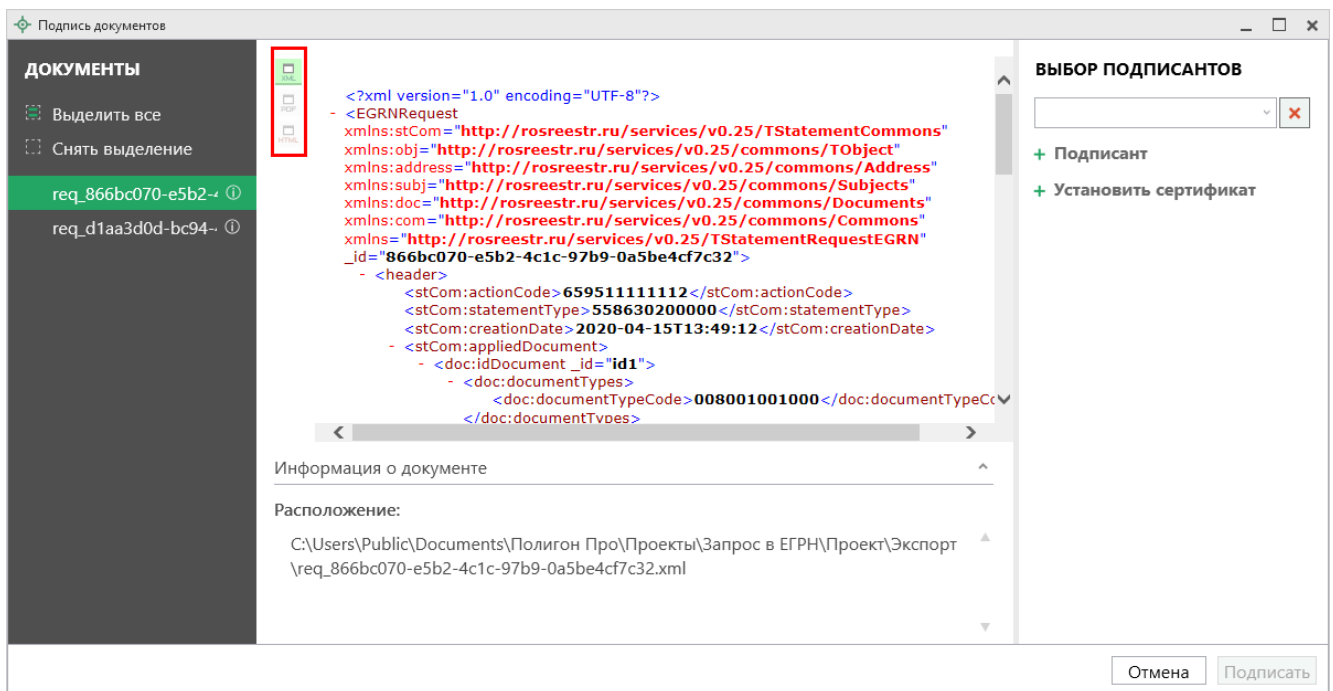 Подпись документов
ДОКУМЕНТЫ
Выделить все
Снять выделение
req_866bc070-e5b2-4
req_d1aa3d0d-bc94-
XML
PDF
HTML
<?xml version="1.0" encoding="UTF-8"?>
- <EGRNRequest
xmlns:stCom="http://rosreestr.ru/services/v0.25/TStatementCommons"
xmlns:obj="http://rosreestr.ru/services/v0.25/commons/TObject"
xmlns:address="http://rosreestr.ru/services/v0.25/commons/Address"
xmlns:subj="http://rosreestr.ru/services/v0.25/commons/Subjects"
xmlns:doc="http://rosreestr.ru/services/v0.25/commons/Documents"
xmlns:com="http://rosreestr.ru/services/v0.25/commons/Commons"
xmlns="http://rosreestr.ru/services/v0.25/TStatementRequestEGRN"
_id="866bc070-e5b2-4c1c-97b9-0a5be4cf7c32">
- <header>
<stCom:actionCode>659511111112</stCom:actionCode>
<stCom:statementType>558630200000</stCom:statementType>
<stCom:creationDate>2020-04-15T13:49:12</stCom:creationDate>
- <stCom:appliedDocument>
- <doc:idDocument _id="id1">
- <doc:documentTypes>
<doc:documentTypeCode>008001001000</doc:documentTypeCo
</doc:documentTypes>
Информация о документе
Расположение:
C:\Users\Public\Documents\Полигон Про\Проекты\Запрос в ЕГРН\Проект\Экспорт
\req_866bc070-e5b2-4c1c-97b9-0a5be4cf7c32.xml
ВЫБОР ПОДПИСАНТОВ
+ Подписант
+ Установить сертификат
Отмена
Подписать